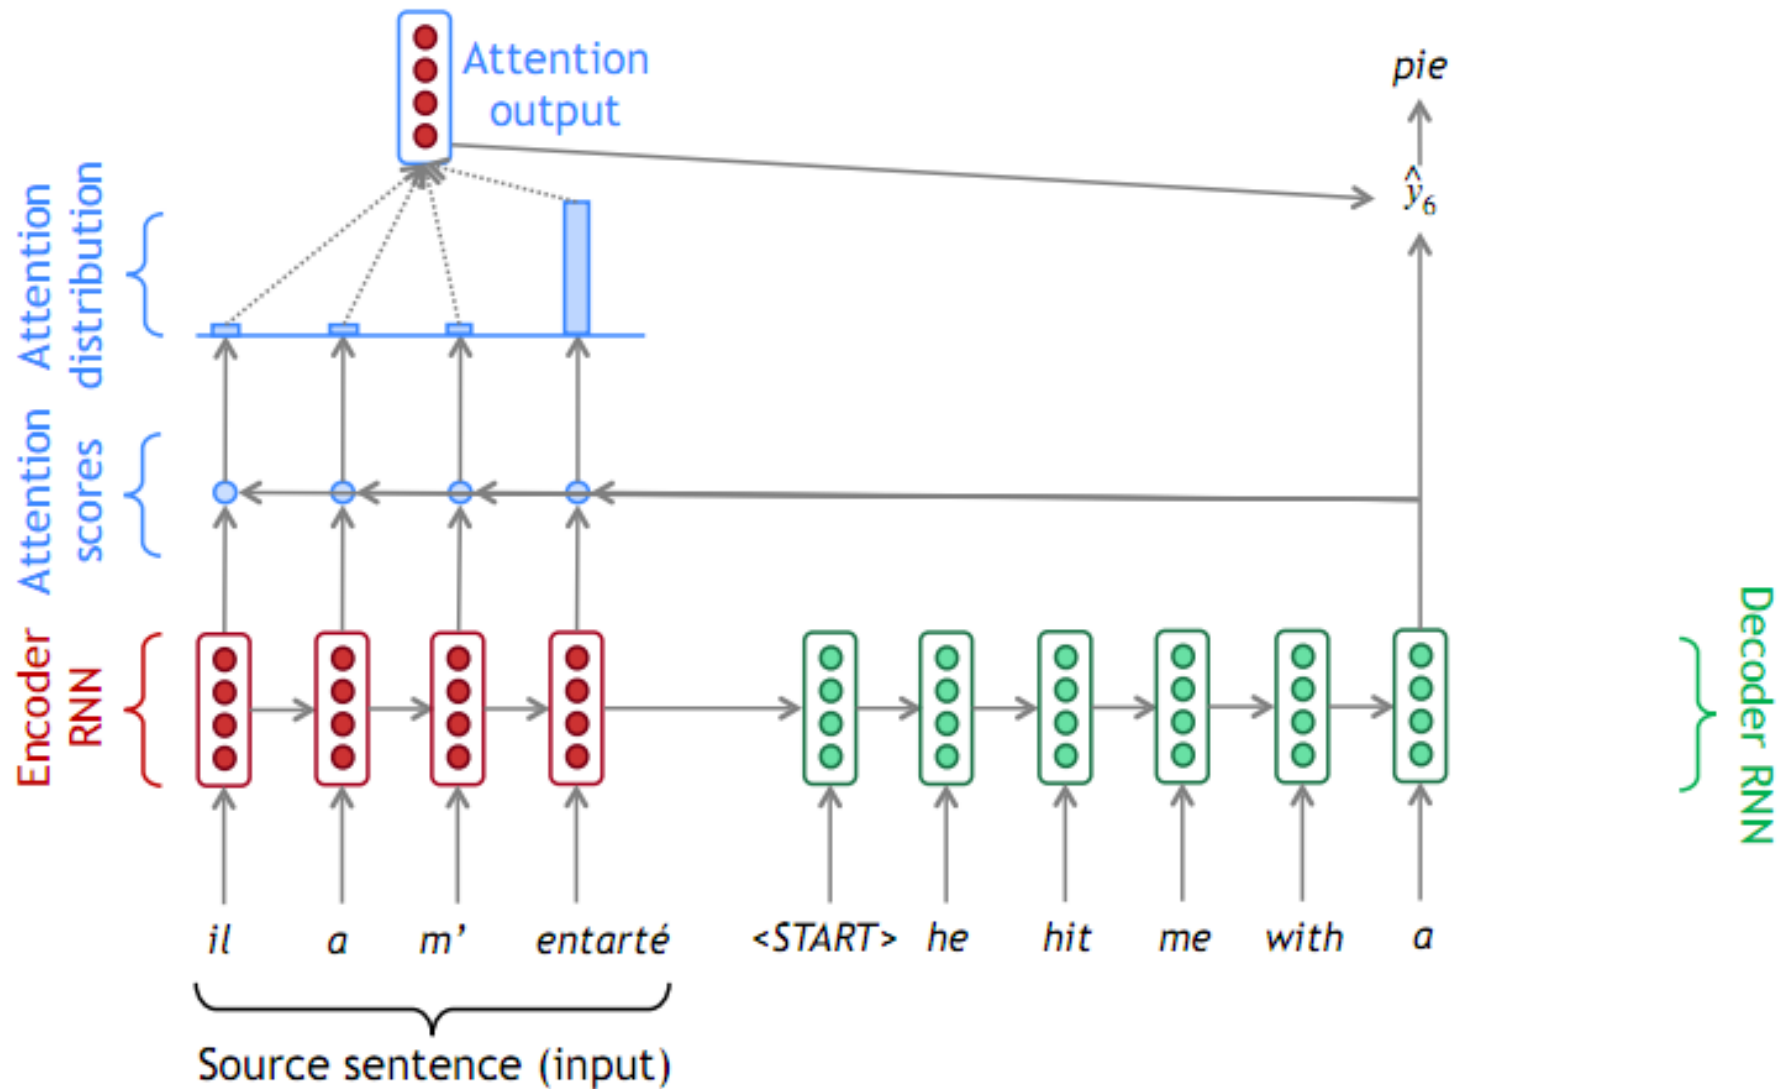 Attention
output
pie
ŷ₆
Attention
distribution
Attention
scores
Encoder
RNN
Decoder RNN
il a m’ entarté <START> he hit me with a
Source sentence (input)